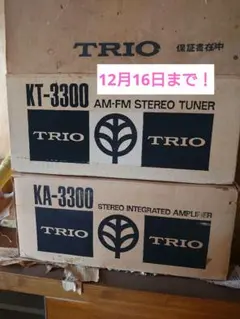 TRIO 保証書在中
12月16日まで！
KT-3300 AM-FM STEREO TUNER
TRIO TRIO
KA-3300 STEREO INTEGRATED AMPLIFIER
TRIO TRIO